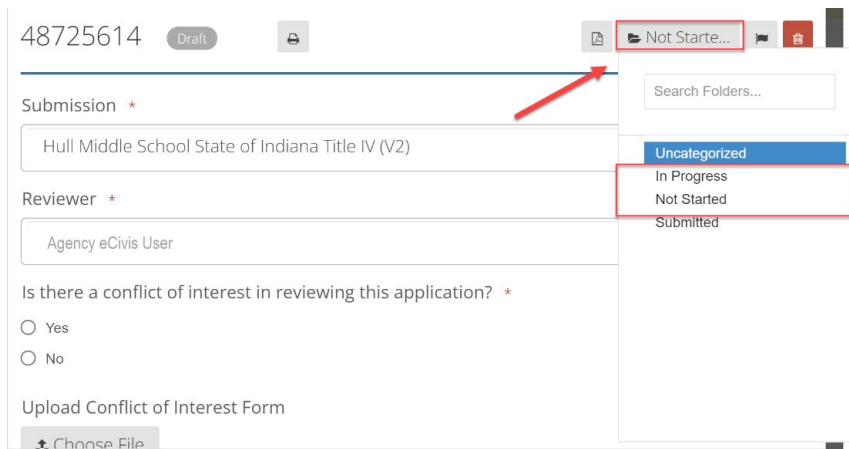 48725614 Draft Not Starte...
Search Folders...
Submission *
Hull Middle School State of Indiana Title IV (V2)
Uncategorized
In Progress
Not Started
Submitted
Reviewer *
Agency eCivis User
Is there a conflict of interest in reviewing this application? *
Yes
No
Upload Conflict of Interest Form
Choose File